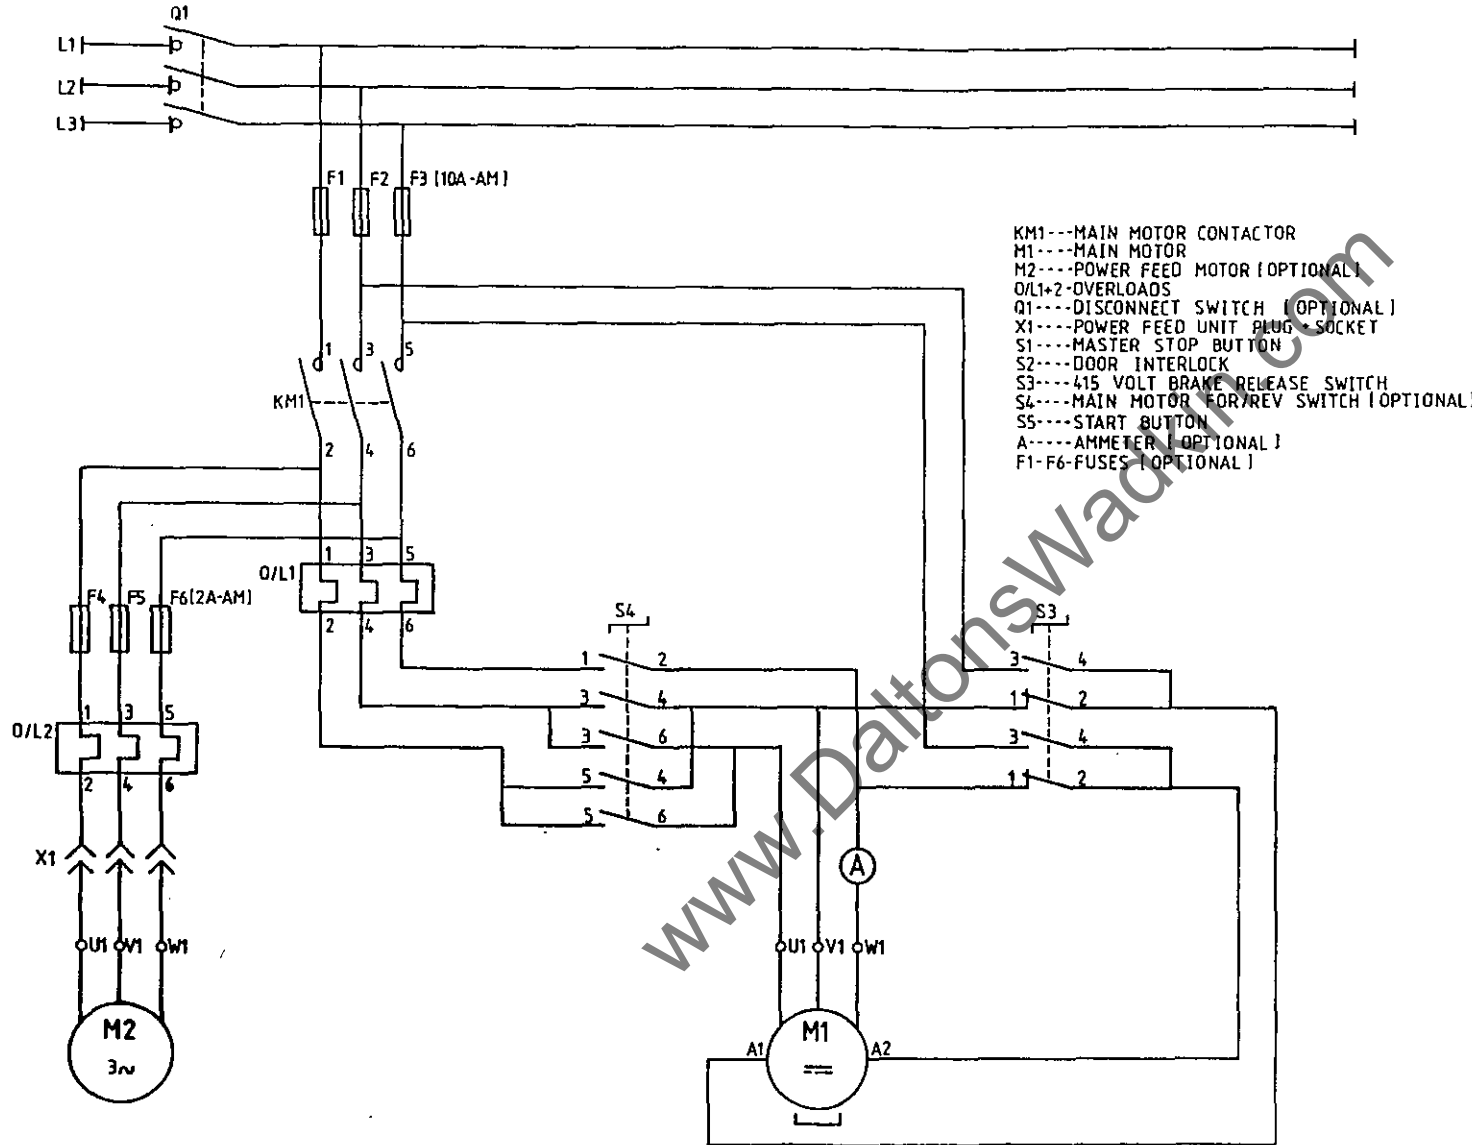 Q1
L1
L2
L3
F1 F2 F3 [10A-AM]
KM1---MAIN MOTOR CONTACTOR
M1----MAIN MOTOR
M2----POWER FEED MOTOR [OPTIONAL]
O/L1+2-OVERLOADS
Q1----DISCONNECT SWITCH [OPTIONAL]
X1----POWER FEED UNIT PLUG + SOCKET
S1----MASTER STOP BUTTON
S2----DOOR INTERLOCK
S3----415 VOLT BRAKE RELEASE SWITCH
S4----MAIN MOTOR FOR/REV SWITCH [OPTIONAL]
S5----START BUTTON
A-----AMMETER [OPTIONAL]
F1-F6-FUSES [OPTIONAL]
1 3 5
KM1
2 4 6
1 3 5
O/L1
2 4 6
F4 F5 F6[2A-AM]
S4
S3
1 2
3 4
3 6
5 4
5 6
3 4
1 2
3 4
1 2
1 3 5
O/L2
2 4 6
X1
A
U1 V1 W1
U1 V1 W1
M2
3~
M1
A1 A2
www.DaltonsWadkin.com